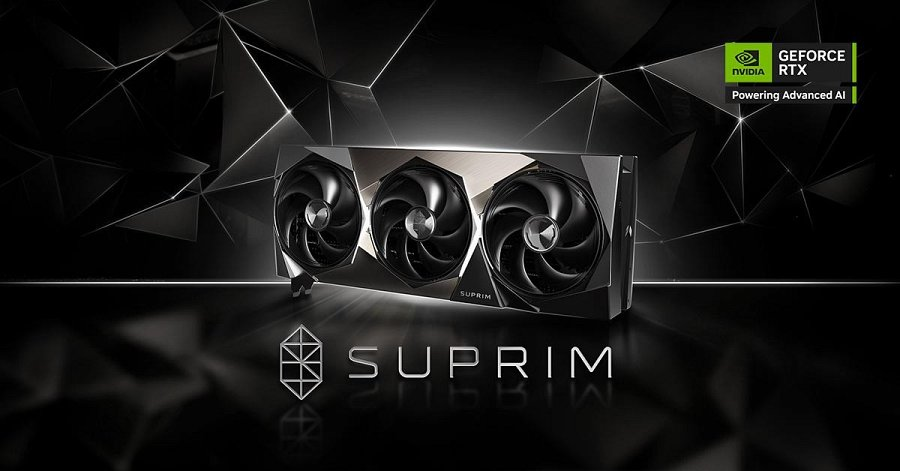 NVIDIA
GEFORCE
RTX
Powering Advanced AI
SUPRIM
SUPRIM